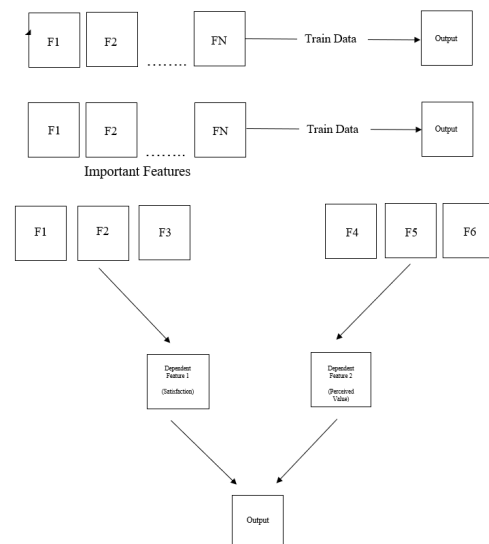 F1 F2 ........ FN Train Data Output
F1 F2 ........ FN Train Data Output
Important Features
F1 F2 F3 F4 F5 F6
Dependent
Feature 1
(Satisfaction)
Dependent
Feature 2
(Perceived
Value)
Output